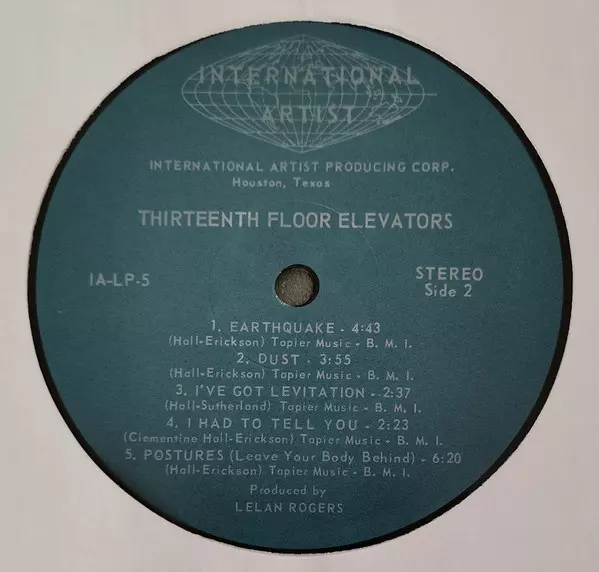 INTERNATIONAL
ARTIST
INTERNATIONAL ARTIST PRODUCING CORP.
Houston, Texas
THIRTEENTH FLOOR ELEVATORS
IA-LP-5
STEREO
Side 2
1. EARTHQUAKE - 4:43
(Hall-Erickson) Tapier Music - B. M. I.
2. DUST - 3:55
(Hall-Erickson) Tapier Music - B. M. I.
3. I'VE GOT LEVITATION - 2:37
(Hall-Sutherland) Tapier Music - B. M. I.
4. I HAD TO TELL YOU - 2:23
(Clementine Hall-Erickson) Tapier Music - B. M. I.
5. POSTURES (Leave Your Body Behind) - 6:20
(Hall-Erickson) Tapier Music - B. M. I.
Produced by
LELAN ROGERS